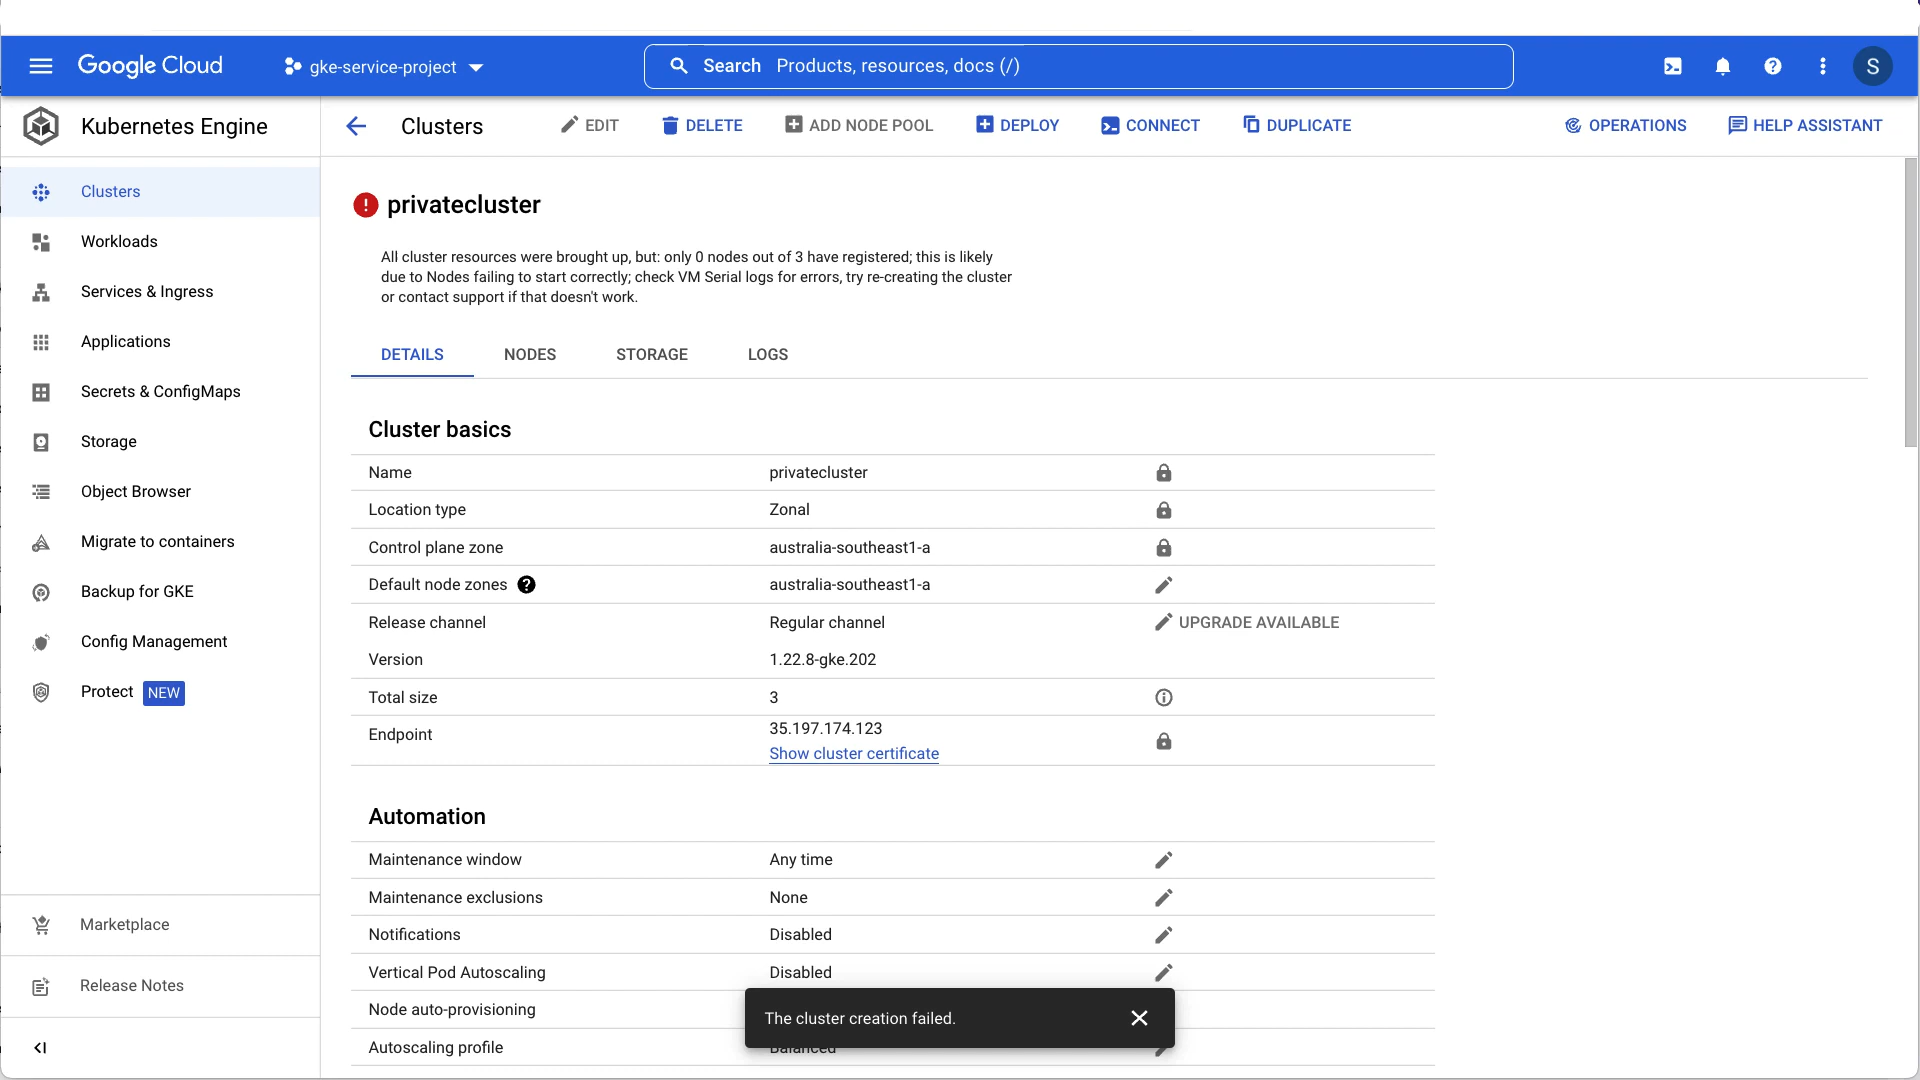 Google Cloud
gke-service-project
Search Products, resources, docs (/)
S
Kubernetes Engine
Clusters
EDIT
DELETE
ADD NODE POOL
DEPLOY
CONNECT
DUPLICATE
OPERATIONS
HELP ASSISTANT
Clusters
Workloads
Services & Ingress
Applications
Secrets & ConfigMaps
Storage
Object Browser
Migrate to containers
Backup for GKE
Config Management
Protect NEW
Marketplace
Release Notes
privatecluster
All cluster resources were brought up, but: only 0 nodes out of 3 have registered; this is likely
due to Nodes failing to start correctly; check VM Serial logs for errors, try re-creating the cluster
or contact support if that doesn't work.
DETAILS NODES STORAGE LOGS
Cluster basics
Name privatecluster
Location type Zonal
Control plane zone australia-southeast1-a
Default node zones australia-southeast1-a
Release channel Regular channel UPGRADE AVAILABLE
Version 1.22.8-gke.202
Total size 3
Endpoint 35.197.174.123
Show cluster certificate
Automation
Maintenance window Any time
Maintenance exclusions None
Notifications Disabled
Vertical Pod Autoscaling Disabled
Node auto-provisioning
The cluster creation failed.
Autoscaling profile Balanced